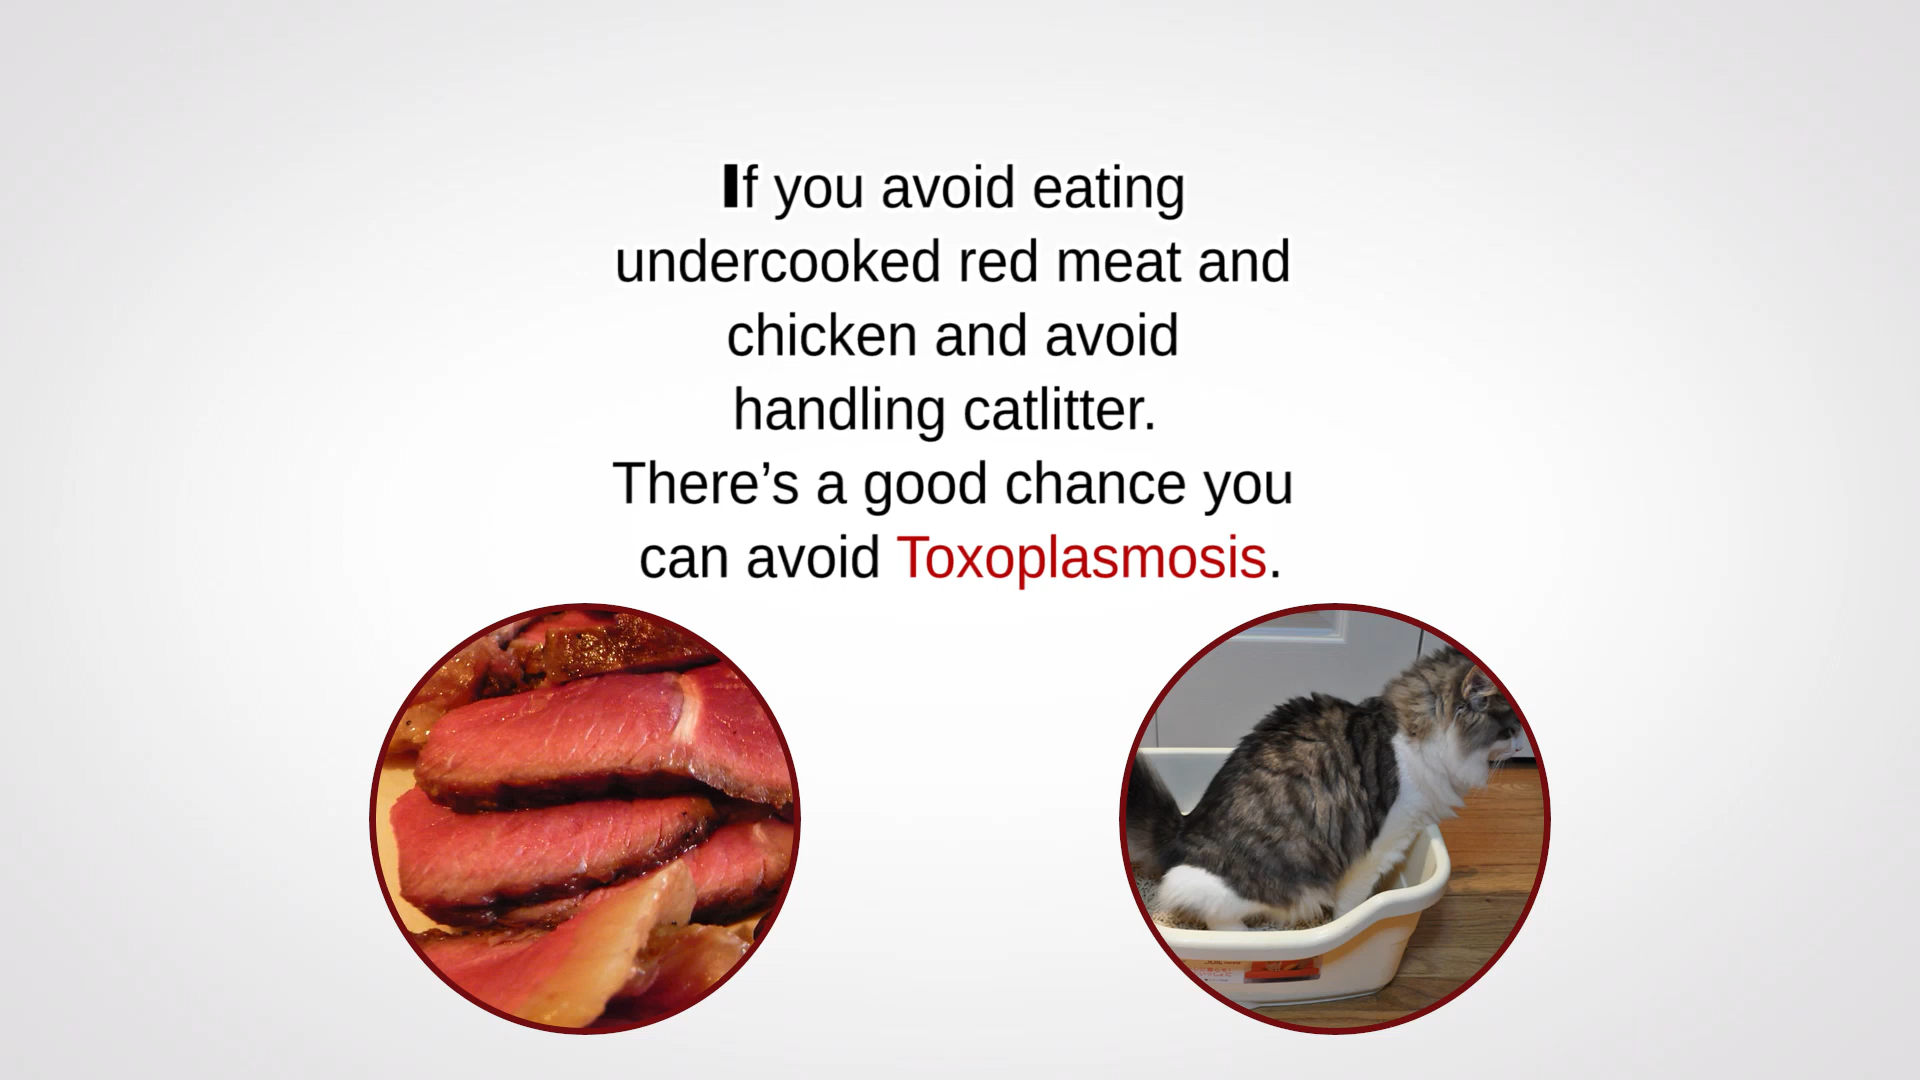 If you avoid eating
undercooked red meat and
chicken and avoid
handling catlitter.
There’s a good chance you
can avoid Toxoplasmosis.